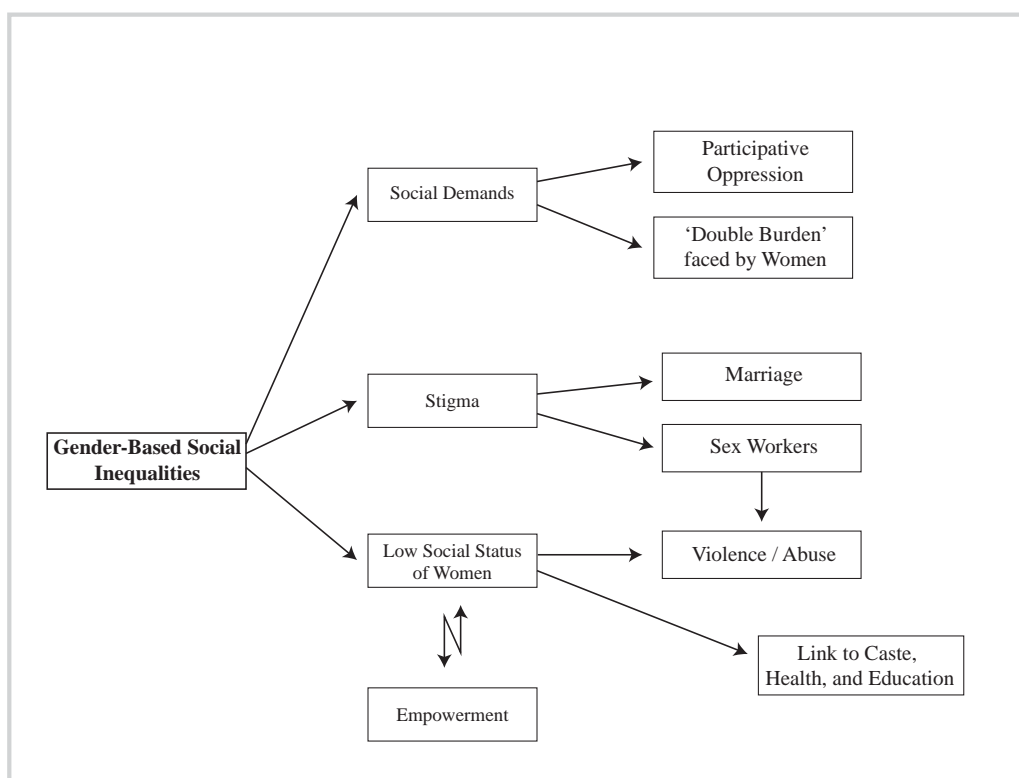 Participative
Oppression
Social Demands
‘Double Burden’
faced by Women
Marriage
Stigma
Gender-Based Social
Inequalities
Sex Workers
Low Social Status
of Women
Violence / Abuse
Link to Caste,
Health, and Education
Empowerment